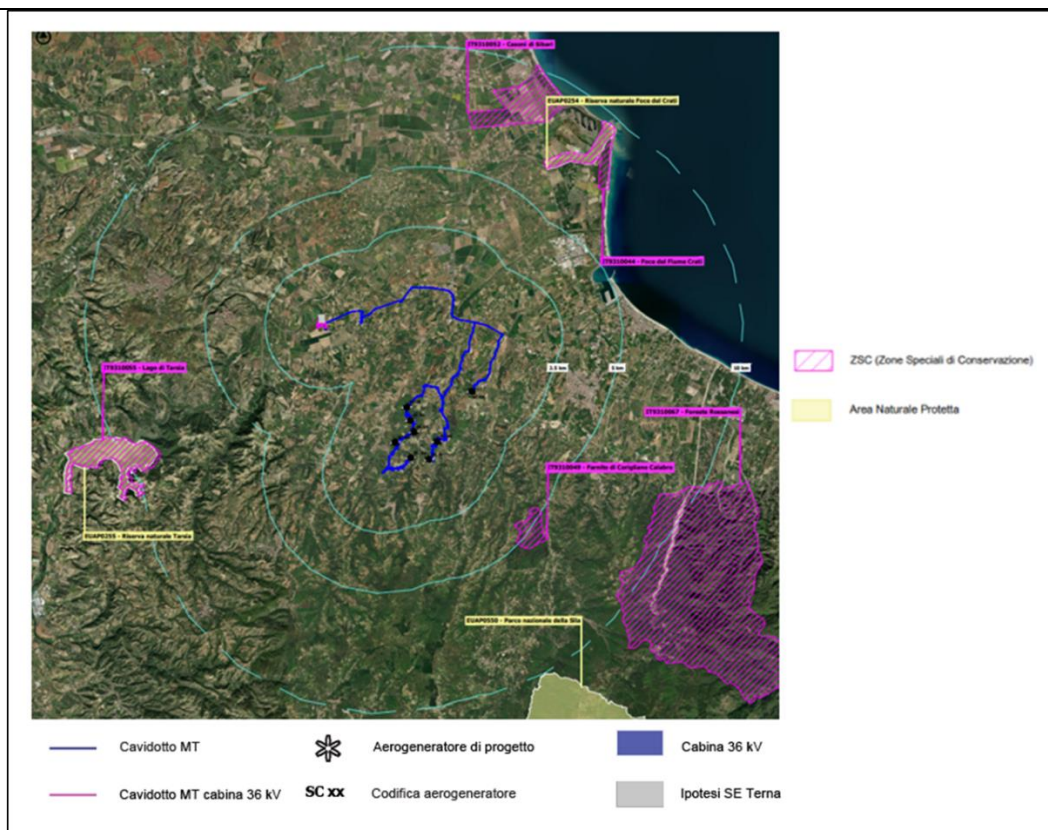 IT9310052 - Casoni di Sibari
EUAP0254 - Riserva naturale Foce del Crati
IT9310044 - Foce del Fiume Crati
IT9310055 - Lago di Tarsia
2.5 km
5 km
10 km
ZSC (Zone Speciali di Conservazione)
Area Naturale Protetta
IT9310067 - Foreste Rossanesi
IT9310049 - Farnito di Corigliano Calabro
EUAP0255 - Riserva naturale Tarsia
EUAP0550 - Parco nazionale della Sila
Cavidotto MT
Aerogeneratore di progetto
Cabina 36 kV
Cavidotto MT cabina 36 kV
SC xx
Codifica aerogeneratore
Ipotesi SE Terna